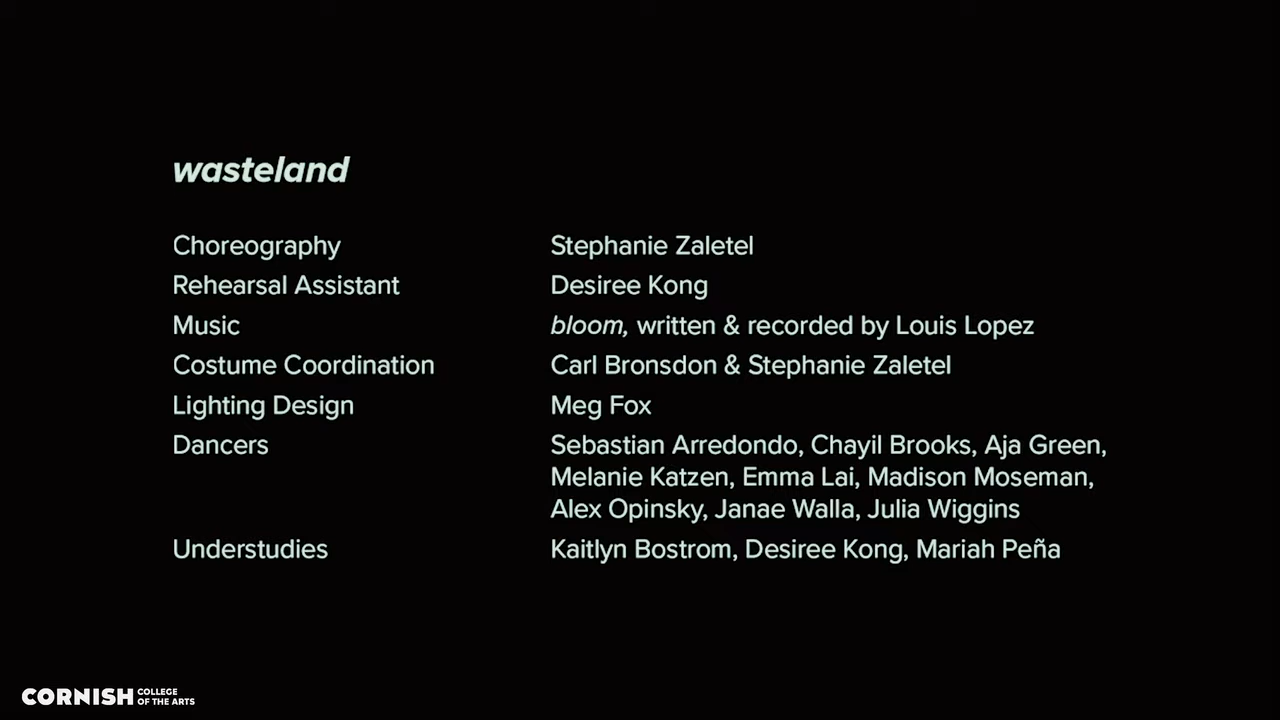 wasteland
Choreography Stephanie Zaletel
Rehearsal Assistant Desiree Kong
Music bloom, written & recorded by Louis Lopez
Costume Coordination Carl Bronsdon & Stephanie Zaletel
Lighting Design Meg Fox
Dancers Sebastian Arredondo, Chayil Brooks, Aja Green,
Melanie Katzen, Emma Lai, Madison Moseman,
Alex Opinsky, Janae Walla, Julia Wiggins
Understudies Kaitlyn Bostrom, Desiree Kong, Mariah Peña
CORNISH COLLEGE
OF THE ARTS